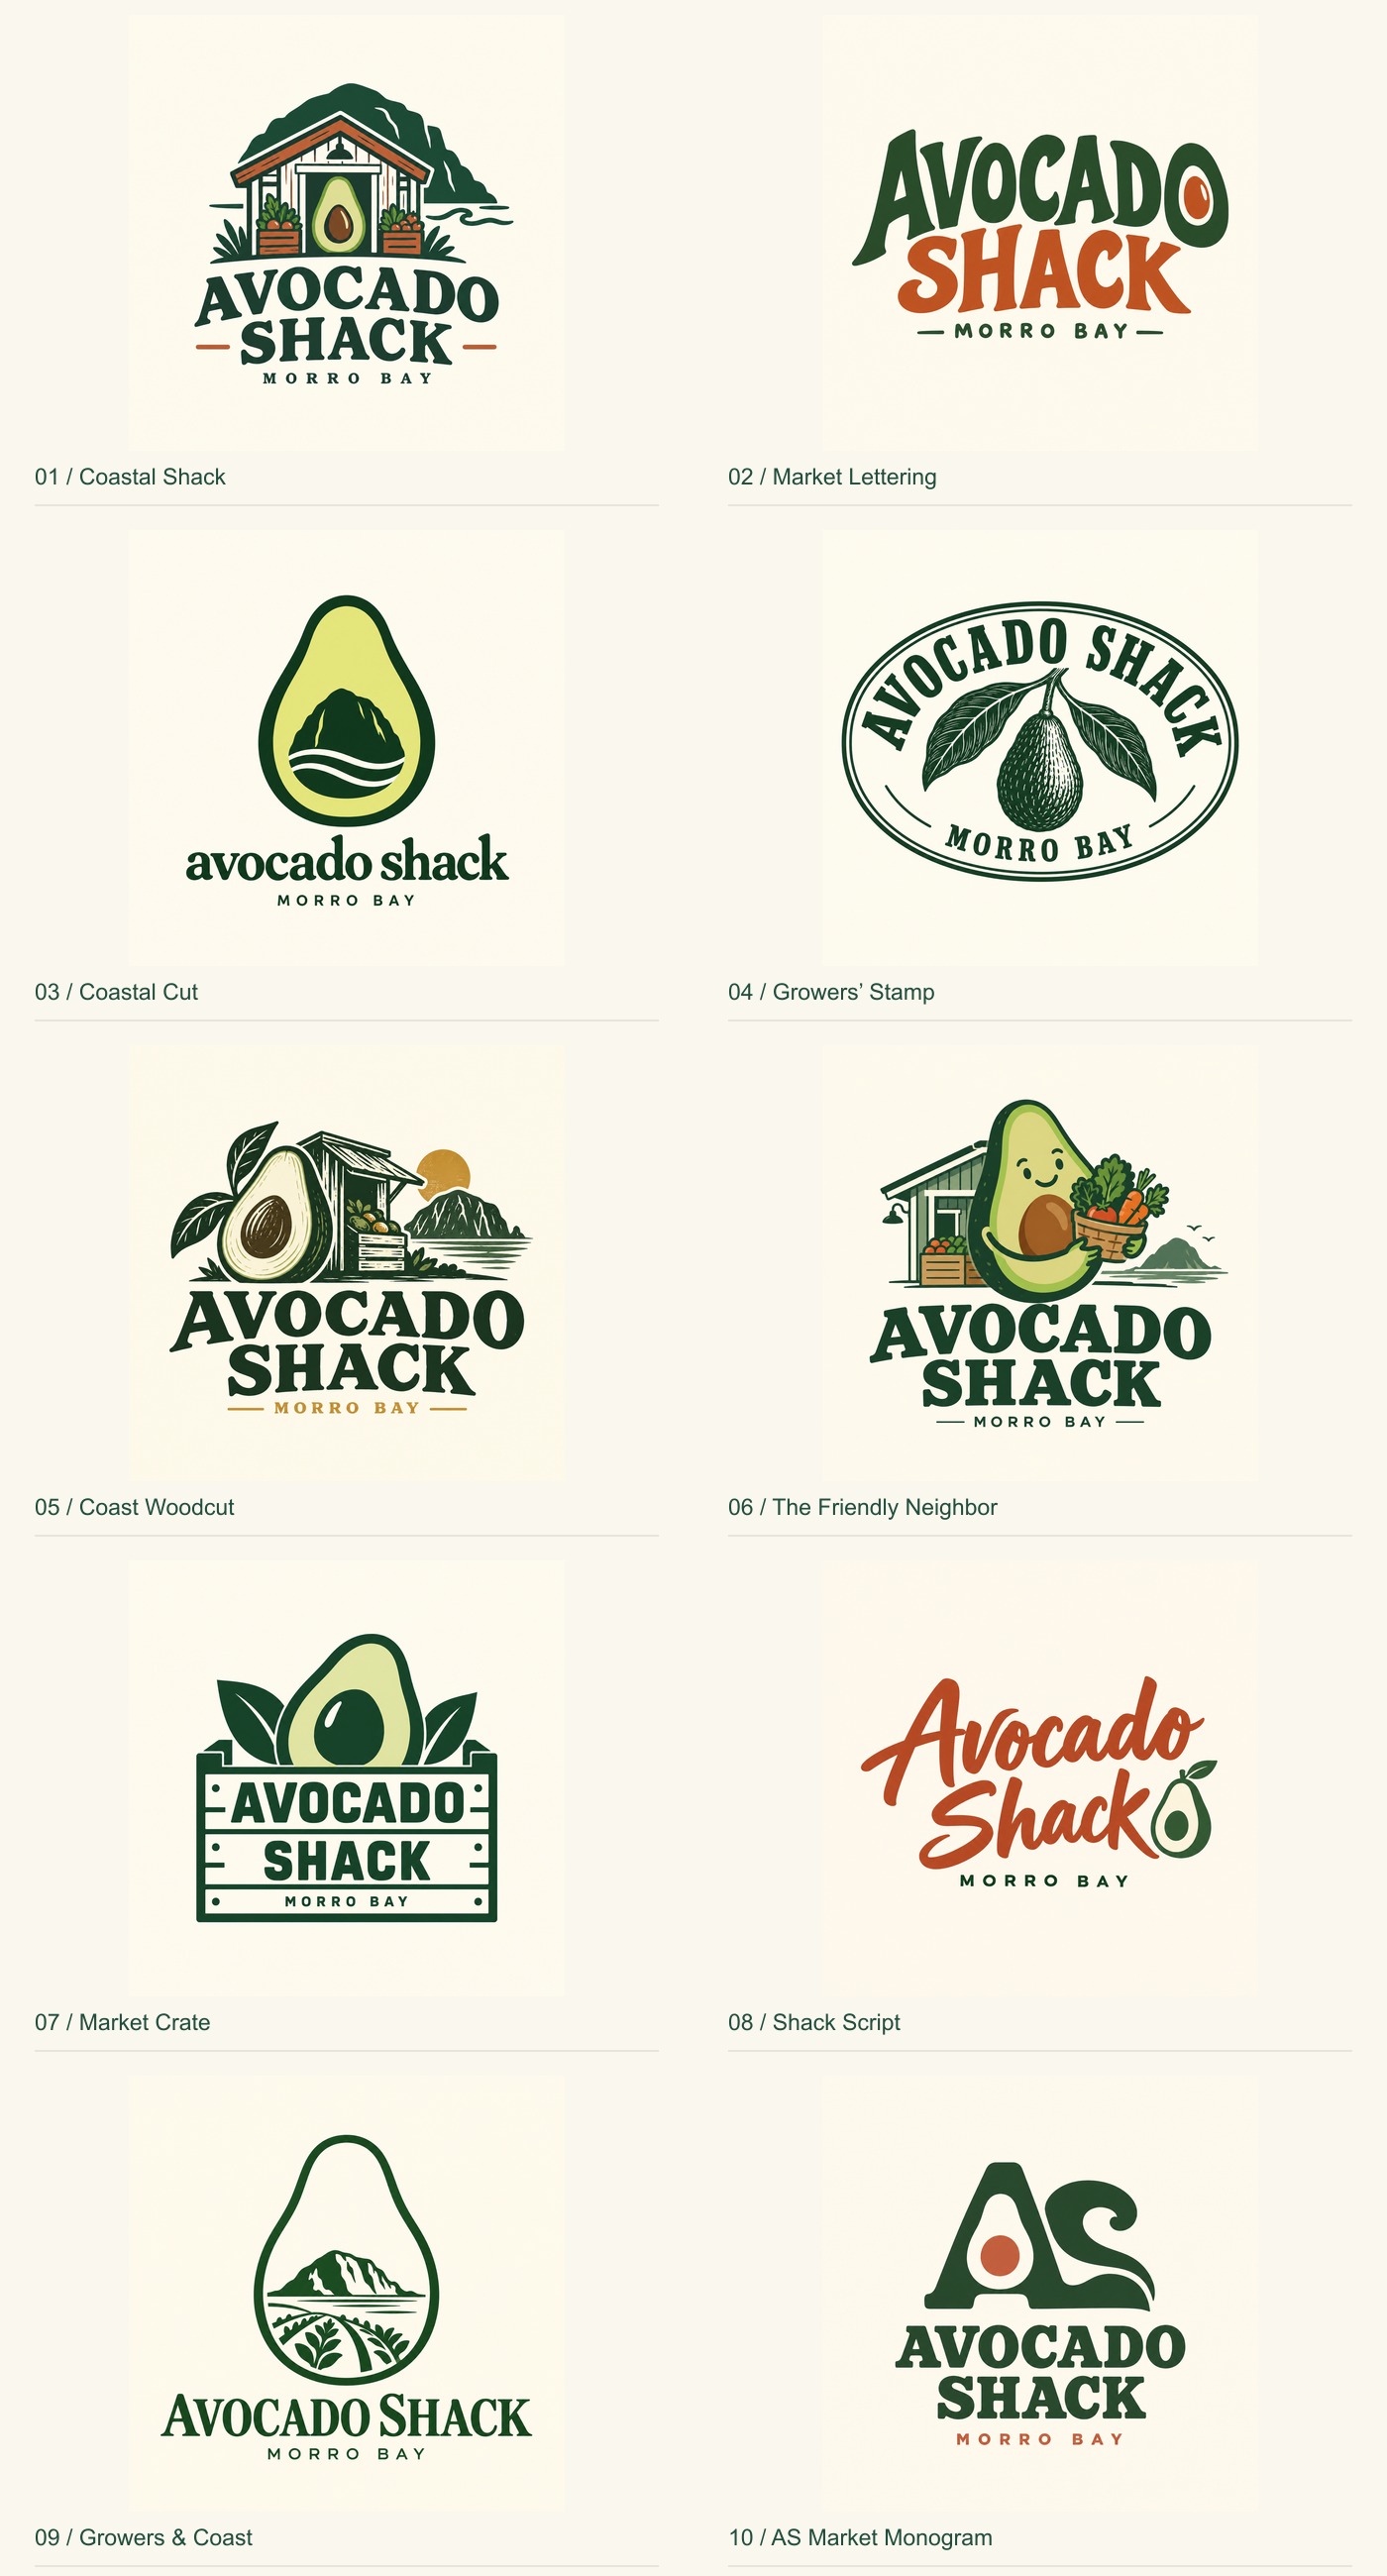 AVOCADO
SHACK
MORRO BAY
01 / Coastal Shack
AVOCADO
SHACK
MORRO BAY
02 / Market Lettering
avocado shack
MORRO BAY
03 / Coastal Cut
AVOCADO SHACK
MORRO BAY
04 / Growers’ Stamp
AVOCADO
SHACK
MORRO BAY
05 / Coast Woodcut
AVOCADO
SHACK
MORRO BAY
06 / The Friendly Neighbor
AVOCADO
SHACK
MORRO BAY
07 / Market Crate
Avocado
Shack
MORRO BAY
08 / Shack Script
AVOCADO SHACK
MORRO BAY
09 / Growers & Coast
AS
AVOCADO
SHACK
MORRO BAY
10 / AS Market Monogram